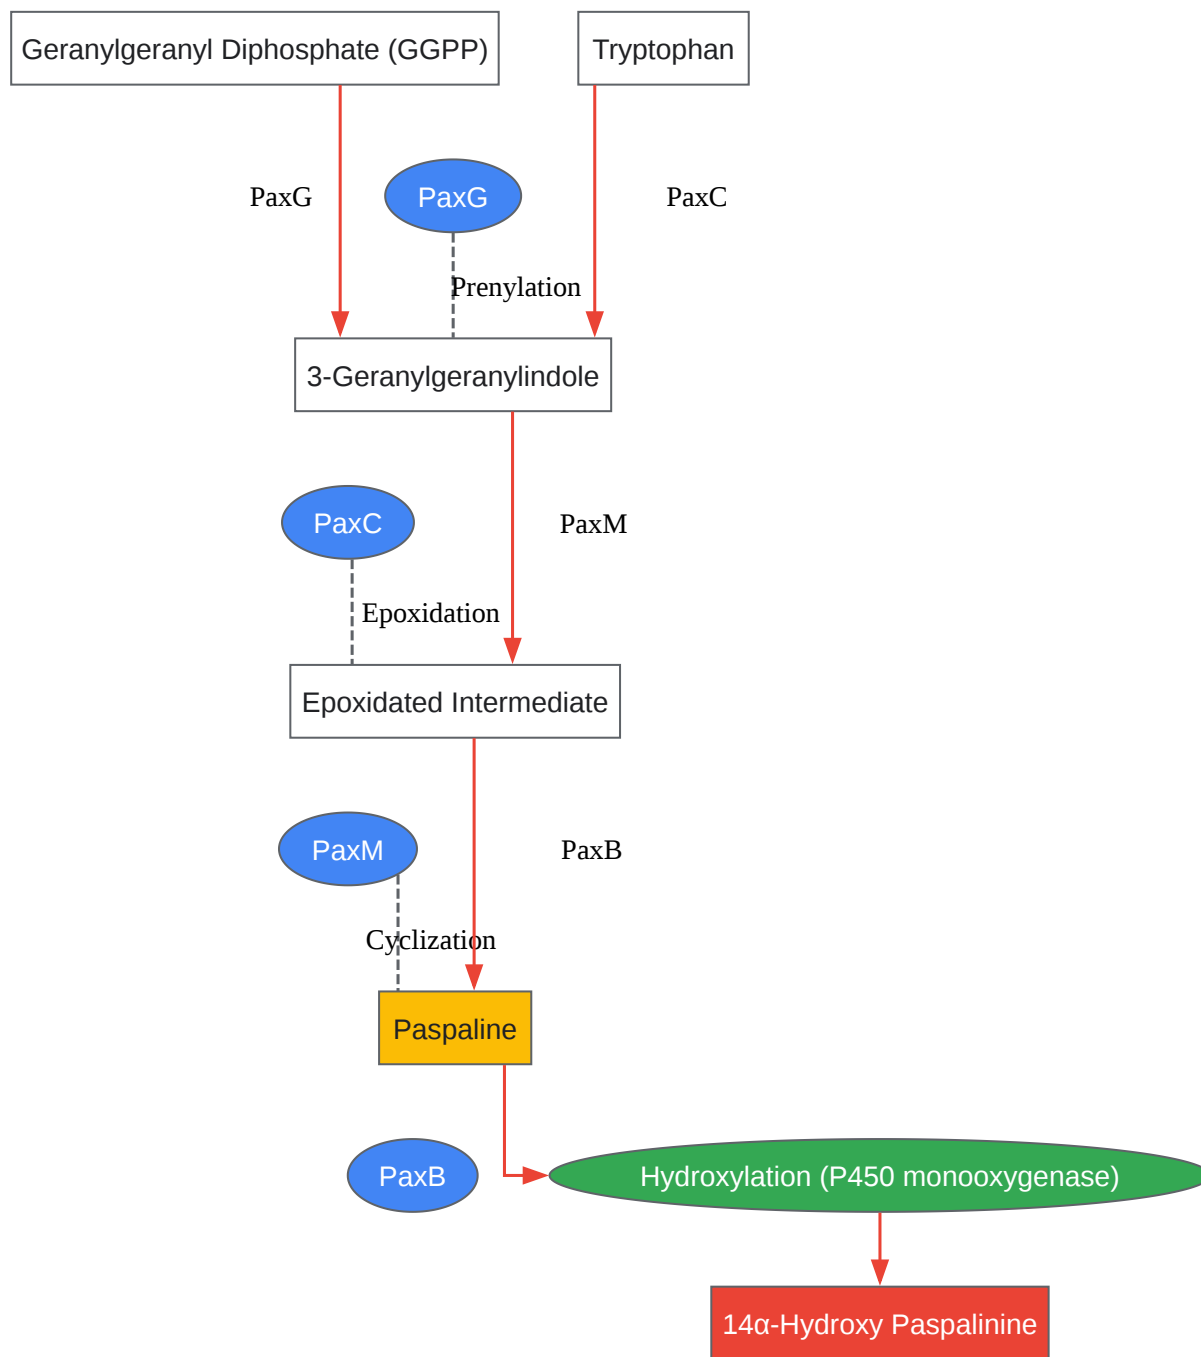 Geranylgeranyl Diphosphate (GGPP)
Tryptophan
PaxG
PaxG
PaxC
Prenylation
3-Geranylgeranylindole
PaxC
PaxM
Epoxidation
Epoxidated Intermediate
PaxM
PaxB
Cyclization
Paspaline
PaxB
Hydroxylation (P450 monooxygenase)
14α-Hydroxy Paspalinine